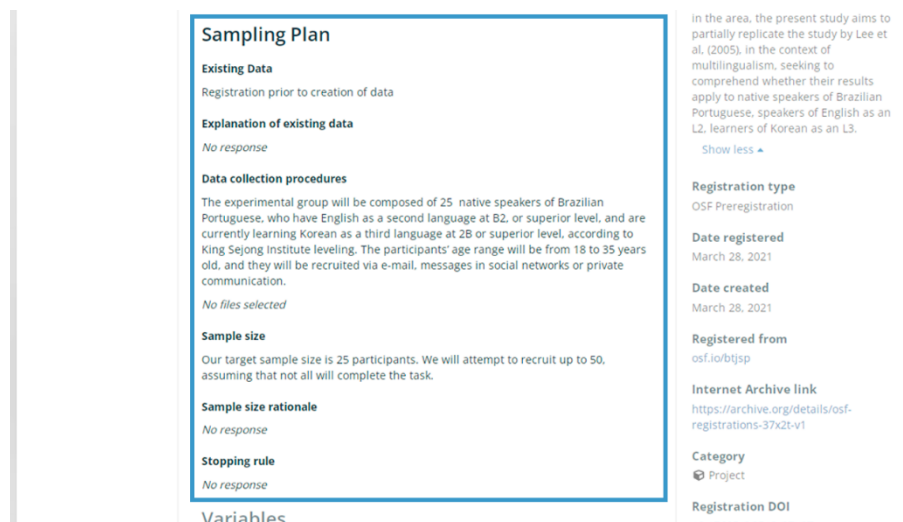 Sampling Plan
Existing Data
Registration prior to creation of data
Explanation of existing data
No response
Data collection procedures
The experimental group will be composed of 25 native speakers of Brazilian
Portuguese, who have English as a second language at B2, or superior level, and are
currently learning Korean as a third language at 2B or superior level, according to
King Sejong Institute leveling. The participants' age range will be from 18 to 35 years
old, and they will be recruited via e-mail, messages in social networks or private
communication.
No files selected
Sample size
Our target sample size is 25 participants. We will attempt to recruit up to 50,
assuming that not all will complete the task.
Sample size rationale
No response
Stopping rule
No response
Variables
in the area, the present study aims to
partially replicate the study by Lee et
al, (2005), in the context of
multilingualism, seeking to
comprehend whether their results
apply to native speakers of Brazilian
Portuguese, speakers of English as an
L2, learners of Korean as an L3.
Show less
Registration type
OSF Preregistration
Date registered
March 28, 2021
Date created
March 28, 2021
Registered from
osf.io/btjsp
Internet Archive link
https://archive.org/details/osf-
registrations-37x2t-v1
Category
Project
Registration DOI